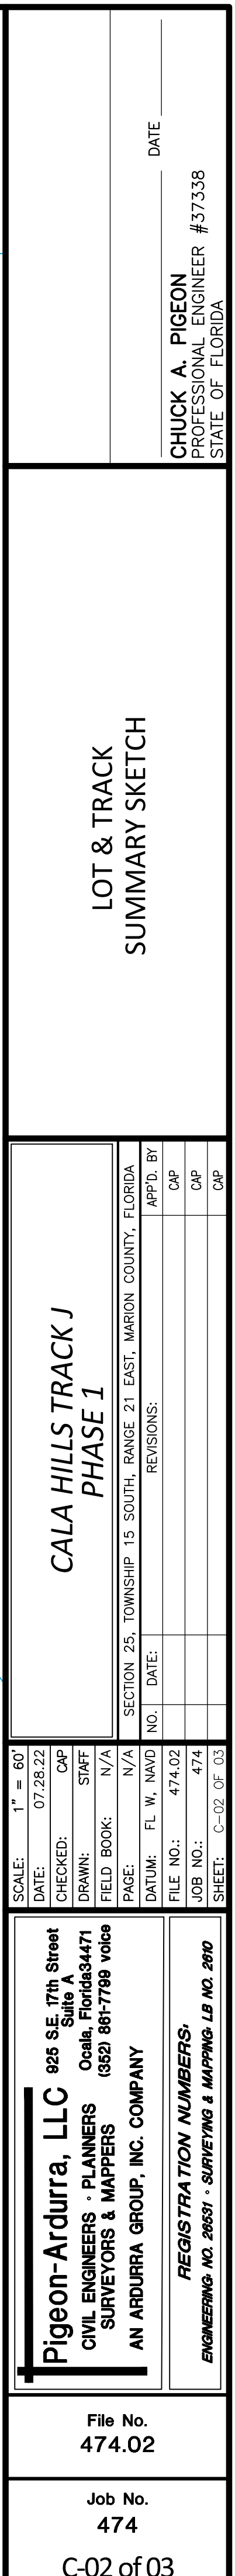 Pigeon-Ardurra, LLC
CIVIL ENGINEERS ◦ PLANNERS
SURVEYORS & MAPPERS
AN ARDURRA GROUP, INC. COMPANY
925 S.E. 17th Street
Suite A
Ocala, Florida34471
(352) 861-7799 voice
REGISTRATION NUMBERS:
ENGINEERING: NO. 26531 ◦ SURVEYING & MAPPING: LB NO. 2610
SCALE: 1" = 60'
DATE: 07.28.22
CHECKED: CAP
DRAWN: STAFF
FIELD BOOK: N/A
PAGE: N/A
DATUM: FL W, NAVD
FILE NO.: 474.02
JOB NO.: 474
SHEET: C-02 OF 03
CALA HILLS TRACK J
PHASE 1
SECTION 25, TOWNSHIP 15 SOUTH, RANGE 21 EAST, MARION COUNTY, FLORIDA
NO. DATE: REVISIONS: APP'D. BY
CAP
CAP
CAP
LOT & TRACK
SUMMARY SKETCH
DATE
CHUCK A. PIGEON
PROFESSIONAL ENGINEER #37338
STATE OF FLORIDA
File No.
474.02
Job No.
474
C-02 of 03